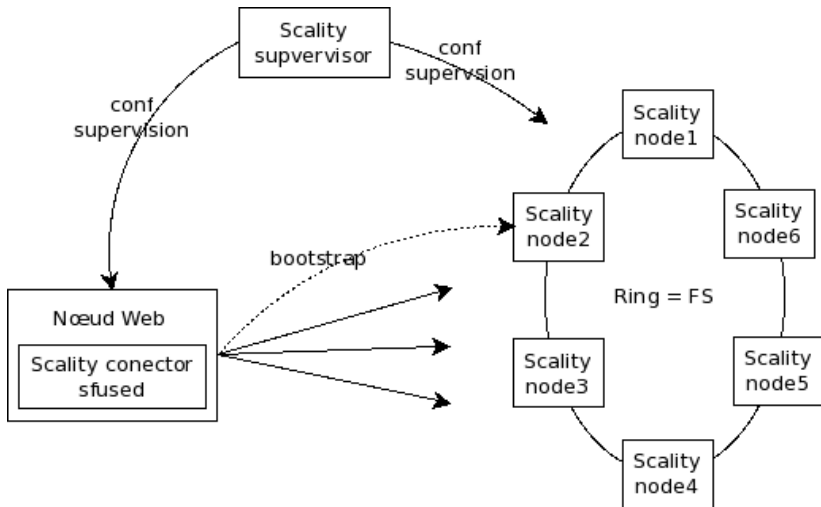 Scality
supvervisor
conf
supervsion
conf
supervision
Scality
node1
Scality
node2
Scality
node6
bootstrap
Ring = FS
Nœud Web
Scality conector
sfused
Scality
node3
Scality
node5
Scality
node4